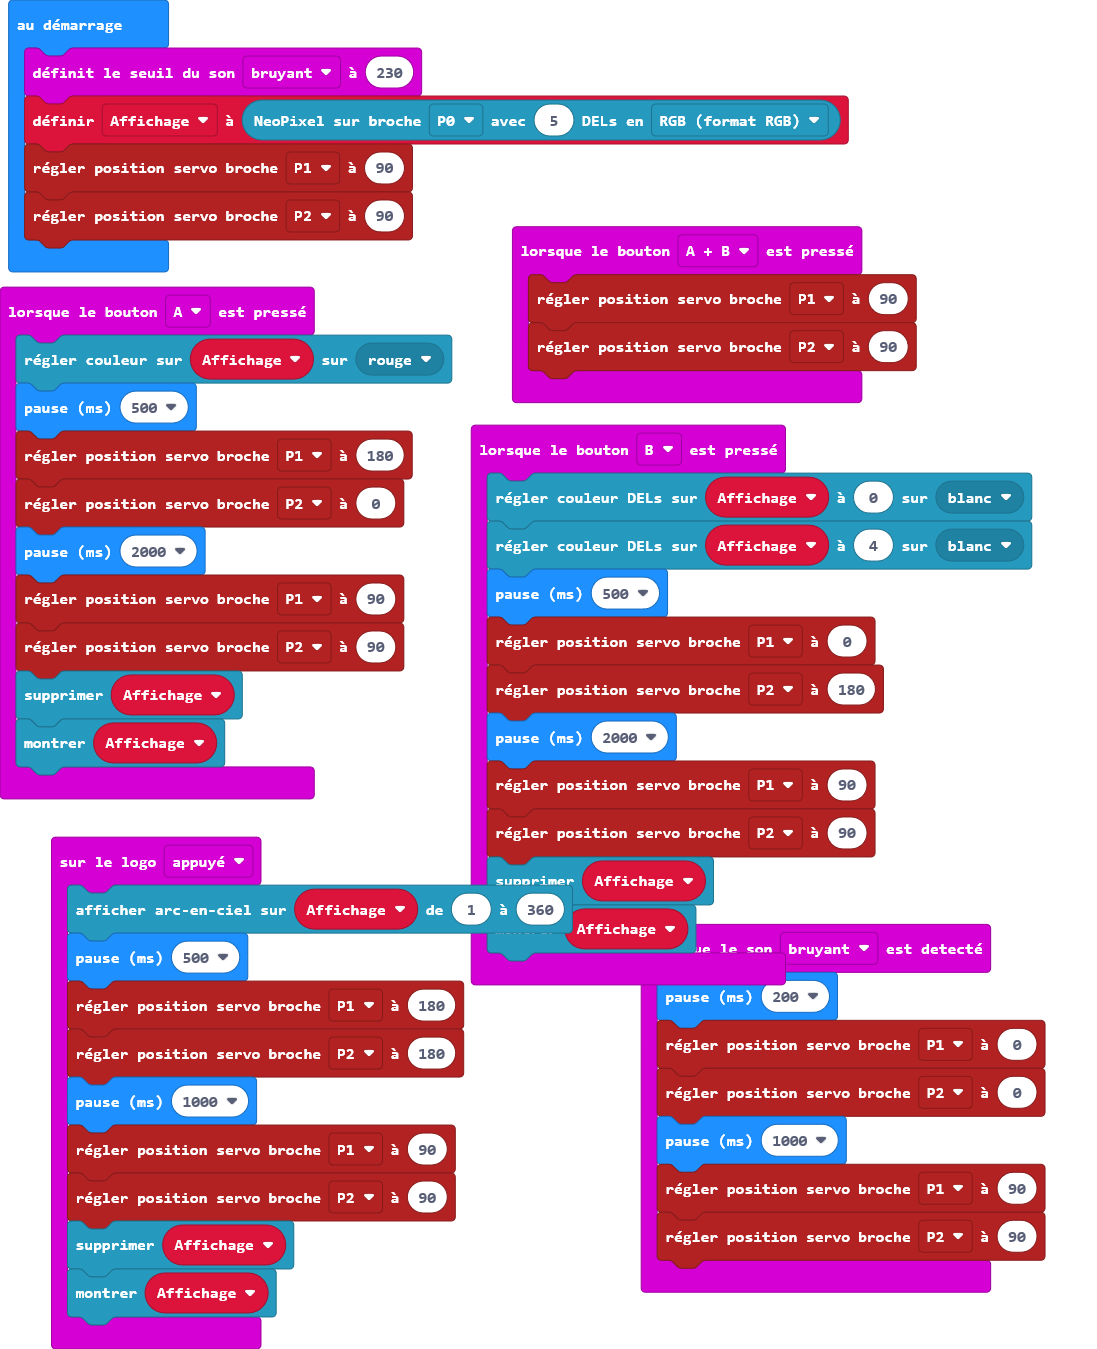 au démarrage
définit le seuil du son bruyant à 230
définir Affichage à NeoPixel sur broche P0 avec 5 DELs en RGB (format RGB)
régler position servo broche P1 à 90
régler position servo broche P2 à 90
lorsque le bouton A + B est pressé
régler position servo broche P1 à 90
régler position servo broche P2 à 90
lorsque le bouton A est pressé
régler couleur sur Affichage sur rouge
pause (ms) 500
régler position servo broche P1 à 180
régler position servo broche P2 à 0
pause (ms) 2000
régler position servo broche P1 à 90
régler position servo broche P2 à 90
supprimer Affichage
montrer Affichage
lorsque le bouton B est pressé
régler couleur DELs sur Affichage à 0 sur blanc
régler couleur DELs sur Affichage à 4 sur blanc
pause (ms) 500
régler position servo broche P1 à 0
régler position servo broche P2 à 180
pause (ms) 2000
régler position servo broche P1 à 90
régler position servo broche P2 à 90
supprimer Affichage
Affichage
sur le logo appuyé
afficher arc-en-ciel sur Affichage de 1 à 360
pause (ms) 500
régler position servo broche P1 à 180
régler position servo broche P2 à 180
pause (ms) 1000
régler position servo broche P1 à 90
régler position servo broche P2 à 90
supprimer Affichage
montrer Affichage
le son bruyant est detecté
pause (ms) 200
régler position servo broche P1 à 0
régler position servo broche P2 à 0
pause (ms) 1000
régler position servo broche P1 à 90
régler position servo broche P2 à 90